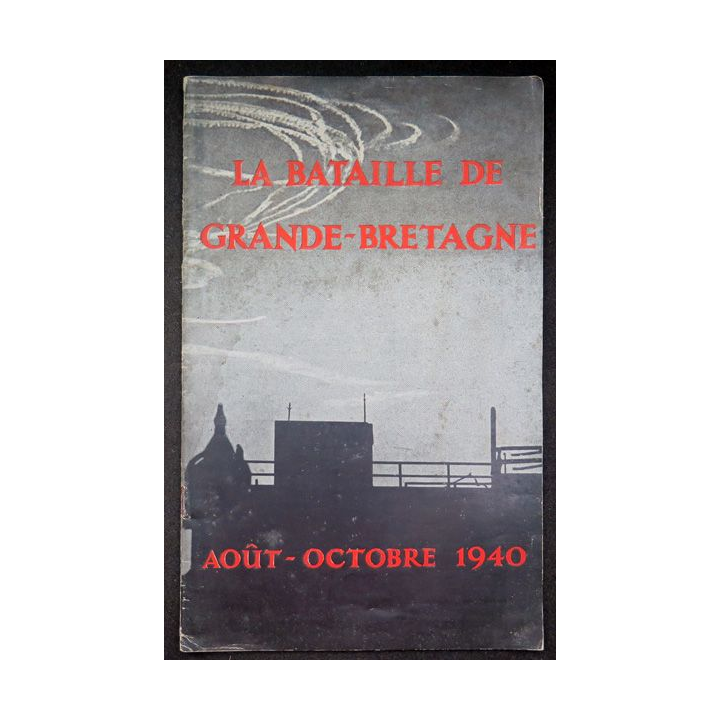 LA BATAILLE DE
GRANDE-BRETAGNE
AOÛT - OCTOBRE 1940